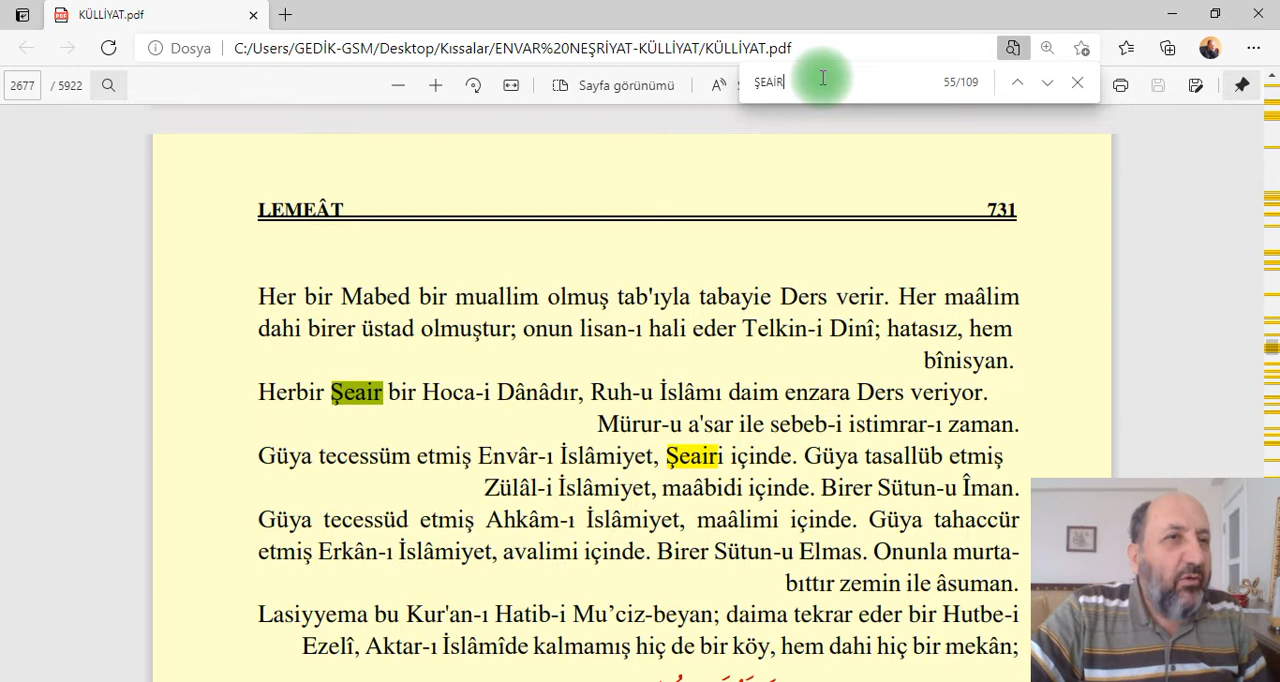 KÜLLİYAT.pdf
Dosya
C:/Users/GEDİK-GSM/Desktop/Kıssalar/ENVAR%20NEŞRİYAT-KÜLLİYAT/KÜLLİYAT.pdf
2677 / 5922
Sayfa görünümü
ŞEAİR
55/109
LEMEÂT 731
Her bir Mabed bir muallim olmuş tab'ıyla tabayie Ders verir. Her maâlim
dahi birer üstad olmuştur; onun lisan-ı hali eder Telkin-i Dinî; hatasız, hem
bînisyan.
Herbir Şeair bir Hoca-i Dânâdır, Ruh-u İslâmı daim enzara Ders veriyor.
Mürur-u a'sar ile sebeb-i istimrar-ı zaman.
Güya tecessüm etmiş Envâr-ı İslâmiyet, Şeairi içinde. Güya tasallüb etmiş
Zülâl-i İslâmiyet, maâbidi içinde. Birer Sütun-u Îman.
Güya tecessüd etmiş Ahkâm-ı İslâmiyet, maâlimi içinde. Güya tahaccür
etmiş Erkân-ı İslâmiyet, avalimi içinde. Birer Sütun-u Elmas. Onunla murta-
bıttır zemin ile âsuman.
Lasiyyema bu Kur'an-ı Hatib-i Mu’ciz-beyan; daima tekrar eder bir Hutbe-i
Ezelî, Aktar-ı İslâmîde kalmamış hiç de bir köy, hem dahi hiç bir mekân;